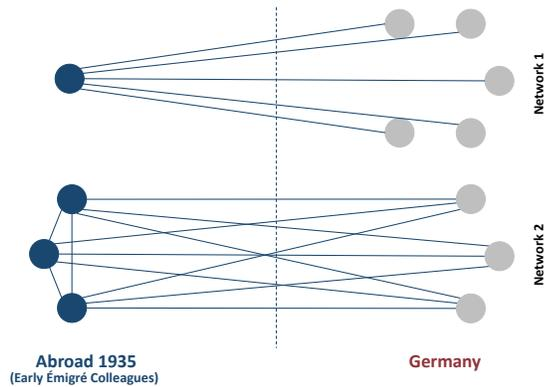 Network 1
Network 2
Abroad 1935
(Early Émigré Colleagues)
Germany